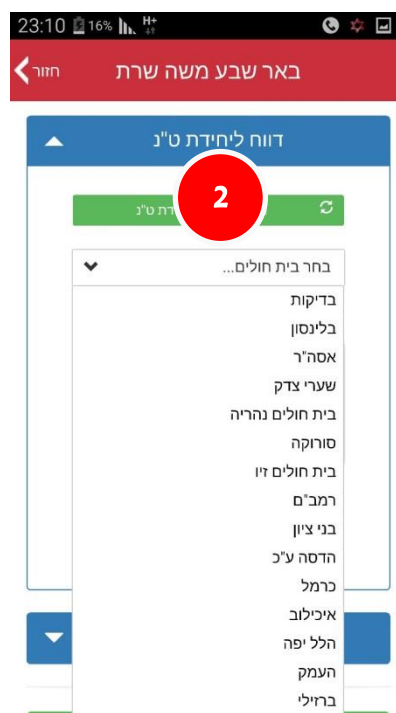 23:10 16% H+
חזור באר שבע משה שרת
דווח ליחידת ט"נ
2
דת ט"נ
בחר בית חולים...
בדיקות
בלינסון
אסה"ר
שערי צדק
בית חולים נהריה
סורוקה
בית חולים זיו
רמב"ם
בני ציון
הדסה ע"כ
כרמל
איכילוב
הלל יפה
העמק
ברזילי